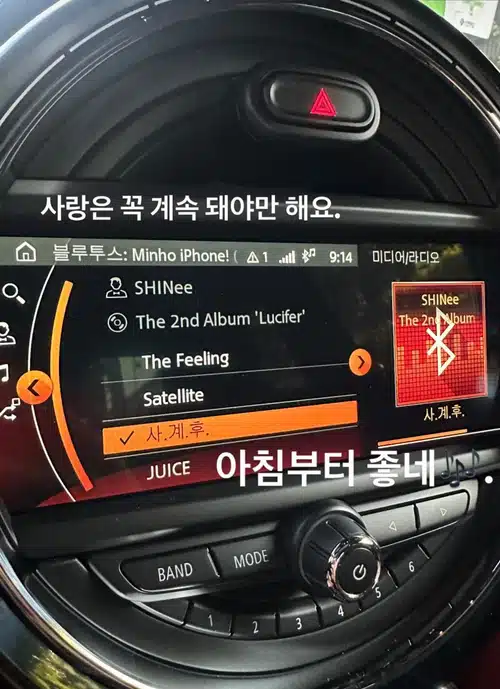 사랑은 꼭 계속 돼야만 해요.
블루투스: Minho iPhone! ( 1 9:14
미디어/라디오
SHINee
The 2nd Album 'Lucifer'
The Feeling
Satellite
사.계.후.
JUICE
SHINee
The 2nd Album
사.계.후.
아침부터 좋네🎶.
BAND
MODE
1 2 3 4 5 6